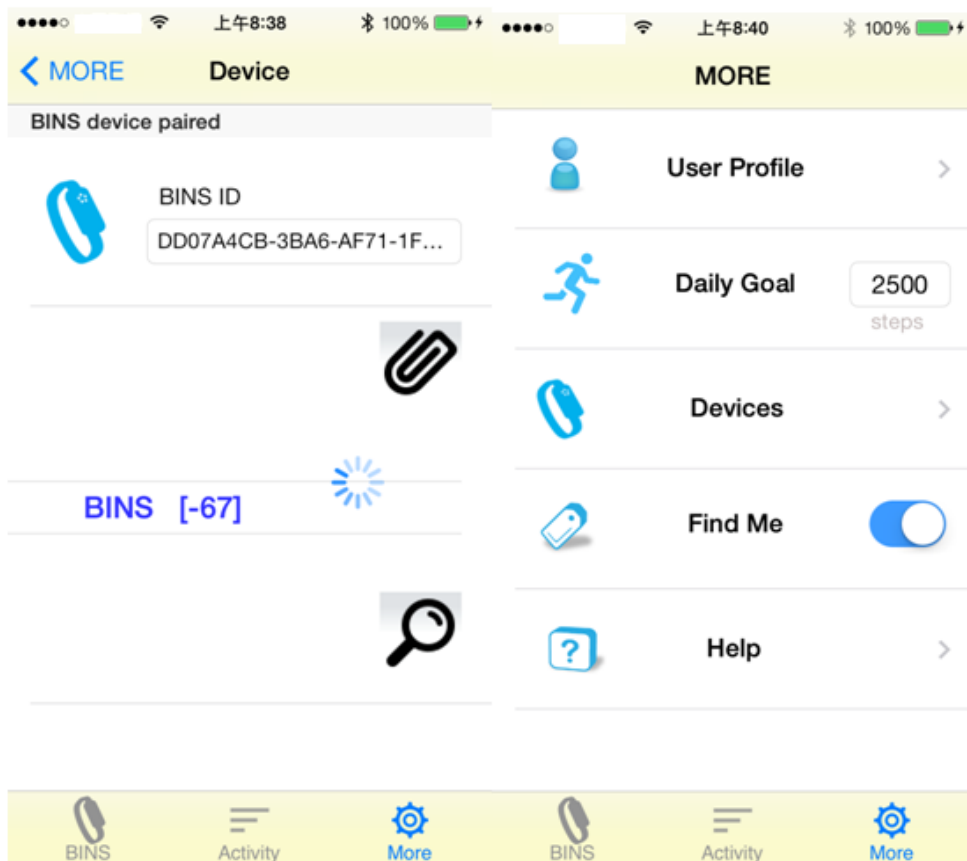 上午8:38
100%
MORE
Device
BINS device paired
BINS ID
DD07A4CB-3BA6-AF71-1F...
BINS [-67]
BINS
Activity
More
上午8:40
100%
MORE
User Profile
Daily Goal
2500
steps
Devices
Find Me
?
Help
BINS
Activity
More